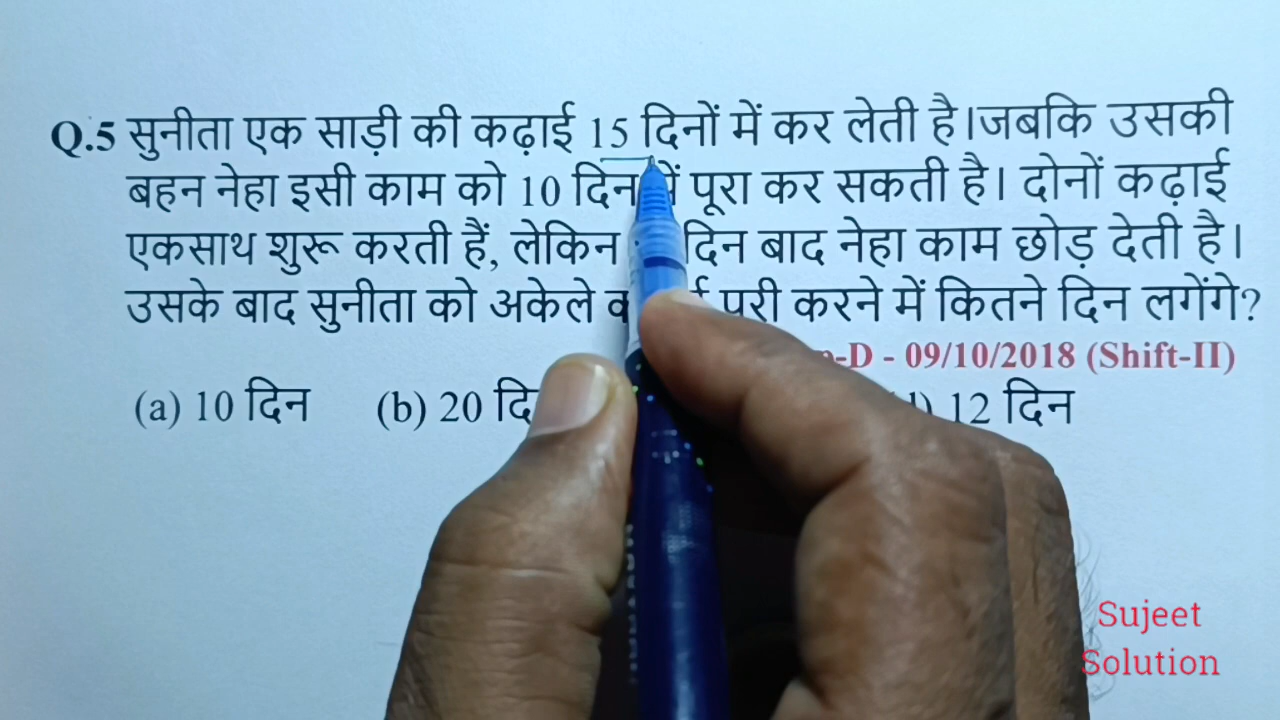 Q.5 सुनीता एक साड़ी की कढ़ाई 15 दिनों में कर लेती है।जबकि उसकी
बहन नेहा इसी काम को 10 दिन में पूरा कर सकती है। दोनों कढ़ाई
एकसाथ शुरू करती हैं, लेकिन दिन बाद नेहा काम छोड़ देती है।
उसके बाद सुनीता को अकेले पूरी करने में कितने दिन लगेंगे?
-D - 09/10/2018 (Shift-II)
(a) 10 दिन (b) 20 12 दिन
Sujeet
Solution